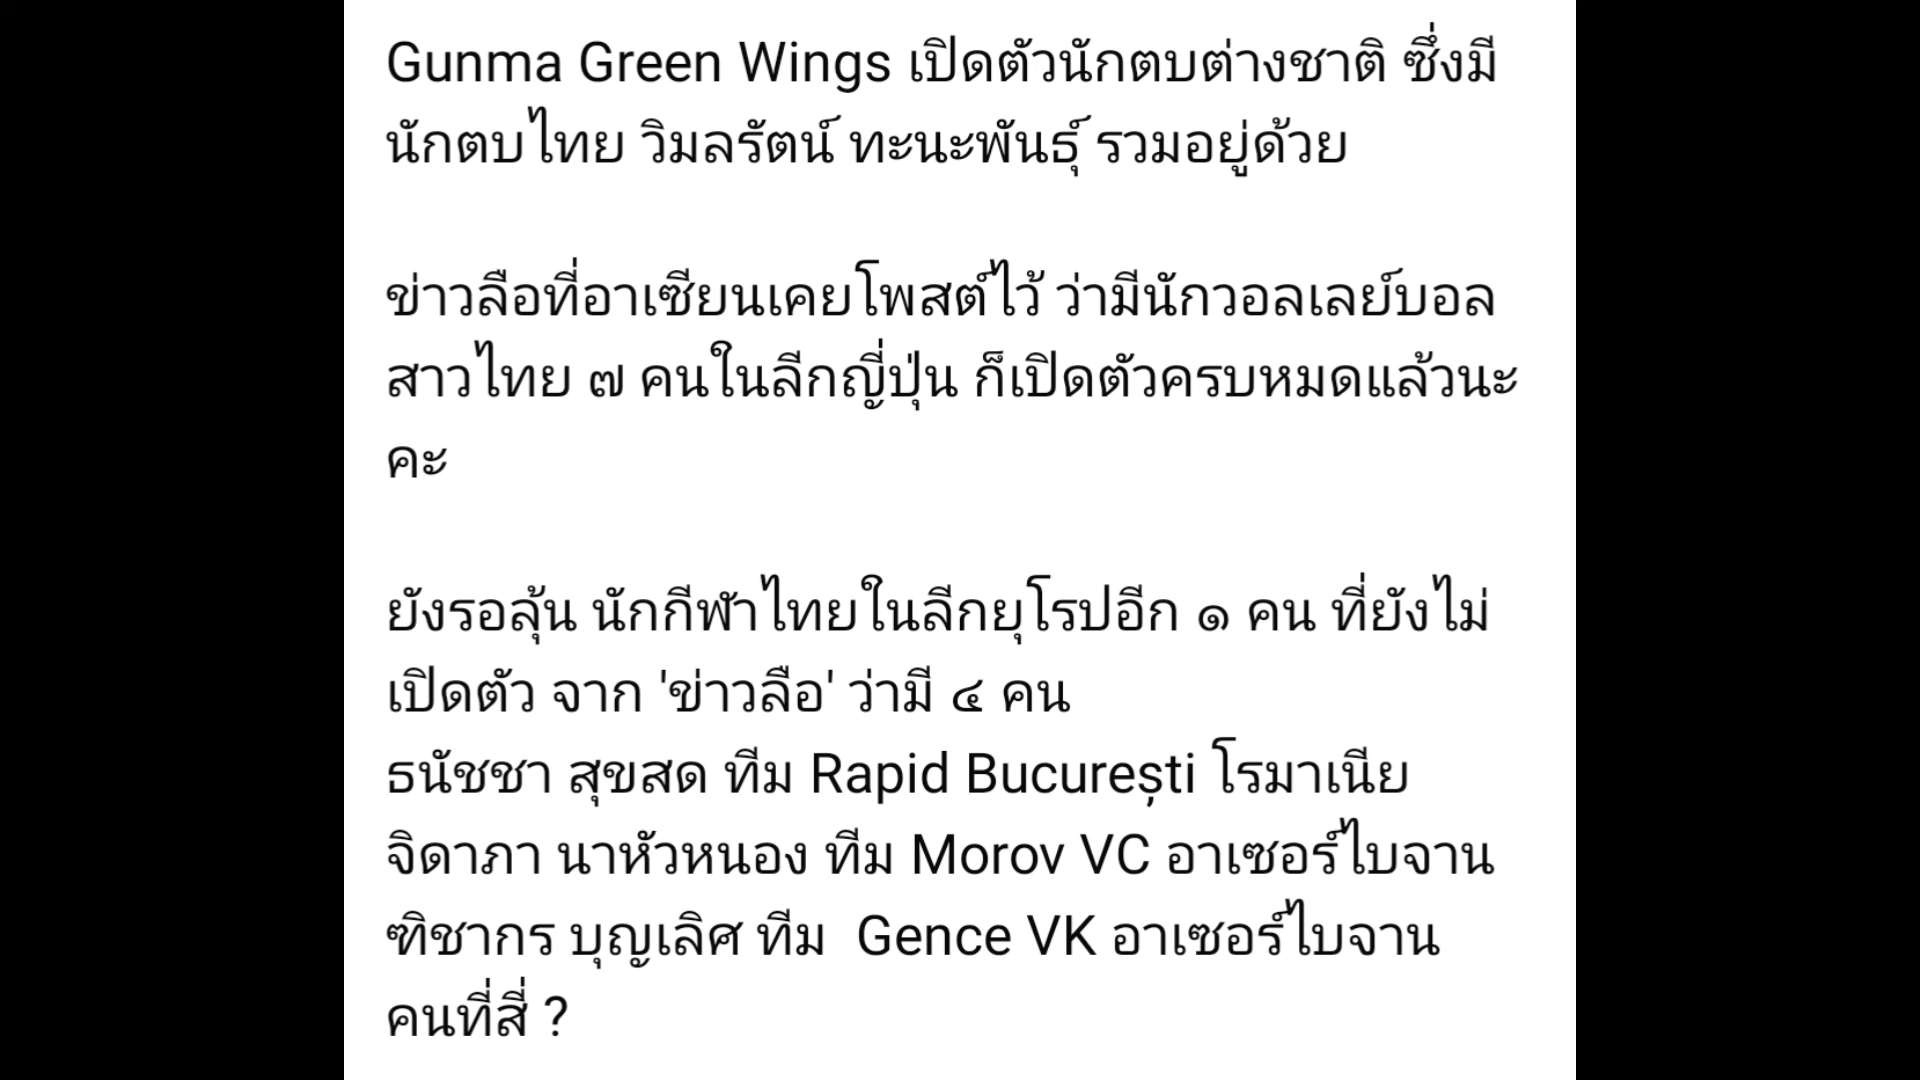 Gunma Green Wings เปิดตัวนักตบต่างชาติ ซึ่งมี
นักตบไทย วิมลรัตน์ ทะนะพันธุ์ รวมอยู่ด้วย
ข่าวลือที่อาเซียนเคยโพสต์ไว้ ว่ามีนักวอลเลย์บอล
สาวไทย ๗ คนในลีกญี่ปุ่น ก็เปิดตัวครบหมดแล้วนะ
คะ
ยังรอลุ้น นักกีฬาไทยในลีกยุโรปอีก ๑ คน ที่ยังไม่
เปิดตัว จาก 'ข่าวลือ' ว่ามี ๔ คน
ธนัชชา สุขสด ทีม Rapid București โรมาเนีย
จิดาภา นาหัวหนอง ทีม Morov VC อาเซอร์ไบจาน
ฑิชากร บุญเลิศ ทีม  Gence VK อาเซอร์ไบจาน
คนที่สี่ ?